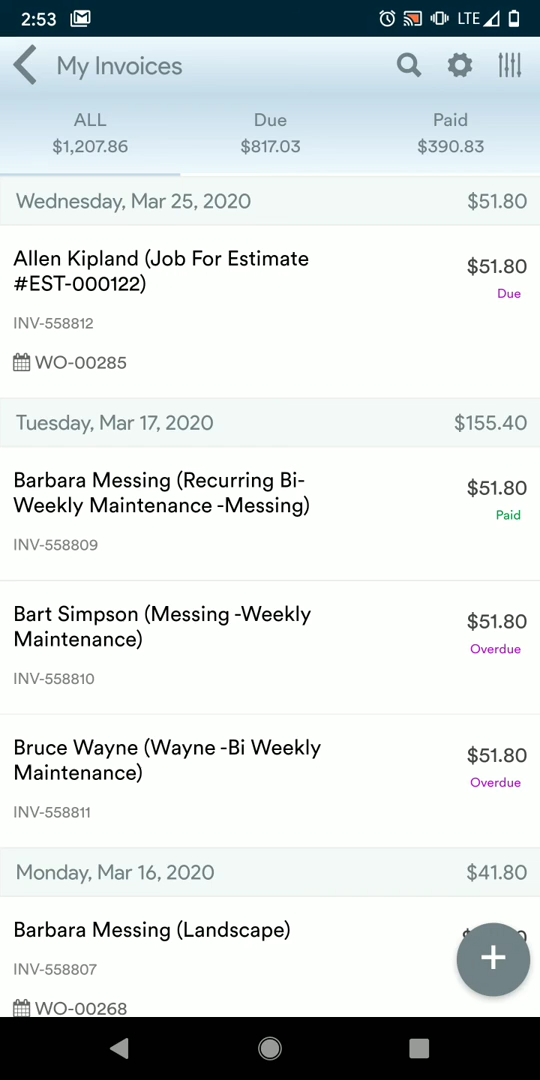 2:53
LTE
My Invoices
ALL
Due
Paid
$1,207.86
$817.03
$390.83
Wednesday, Mar 25, 2020
$51.80
Allen Kipland (Job For Estimate
#EST-000122)
$51.80
Due
INV-558812
WO-00285
Tuesday, Mar 17, 2020
$155.40
Barbara Messing (Recurring Bi-
Weekly Maintenance -Messing)
$51.80
Paid
INV-558809
Bart Simpson (Messing -Weekly
Maintenance)
$51.80
Overdue
INV-558810
Bruce Wayne (Wayne -Bi Weekly
Maintenance)
$51.80
Overdue
INV-558811
Monday, Mar 16, 2020
$41.80
Barbara Messing (Landscape)
INV-558807
WO-00268